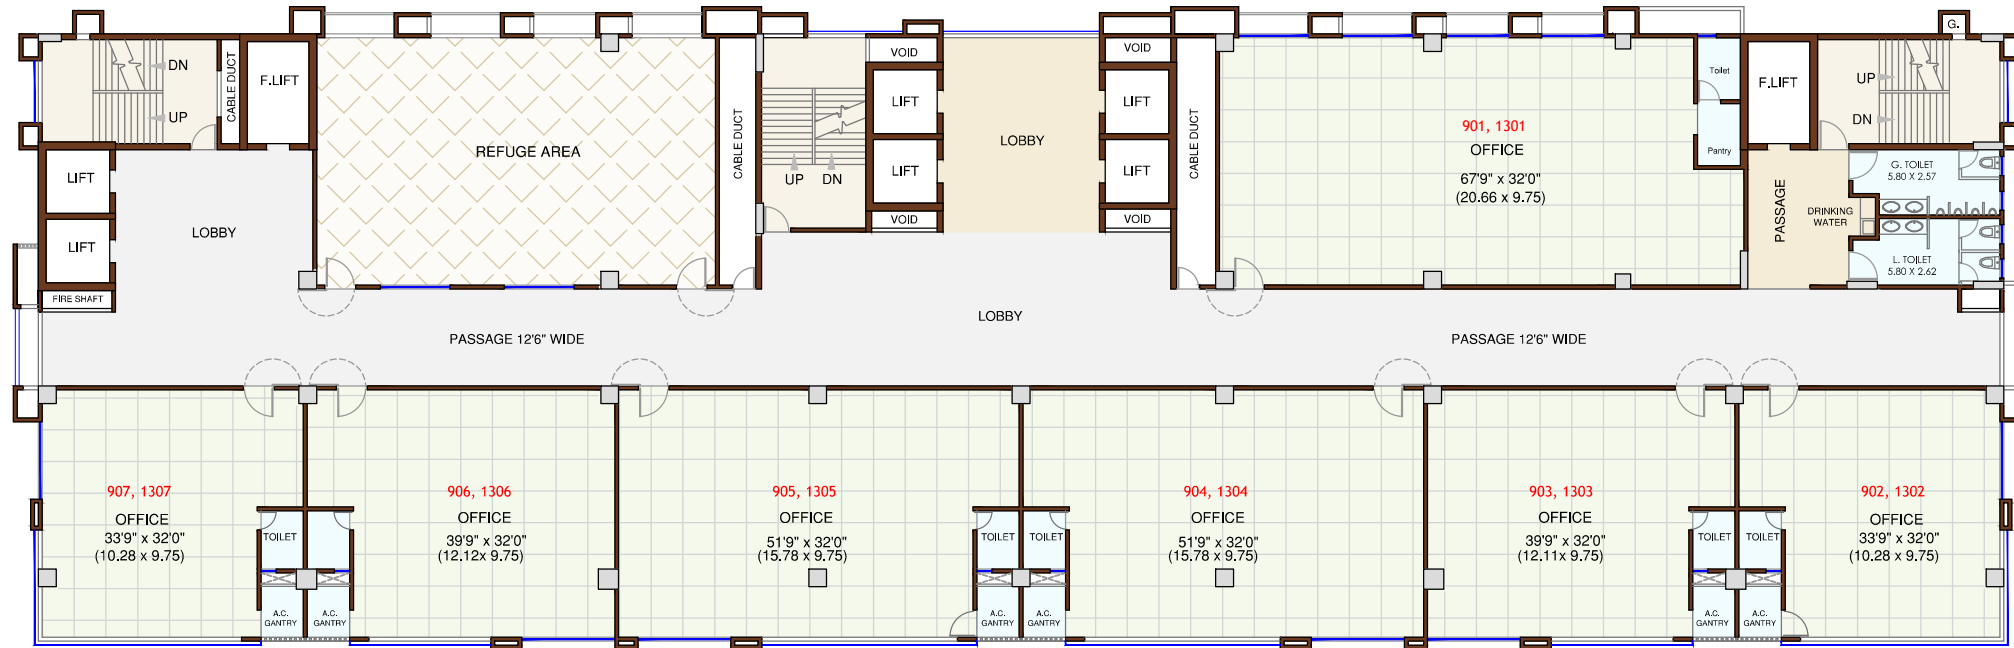 G.
DN
UP
CABLE DUCT
F.LIFT
REFUGE AREA
CABLE DUCT
UP
DN
VOID
LIFT
LIFT
VOID
LOBBY
VOID
LIFT
LIFT
VOID
CABLE DUCT
901, 1301
OFFICE
67'9" x 32'0"
(20.66 x 9.75)
Toilet
Pantry
F.LIFT
UP
DN
PASSAGE
G. TOILET
5.80 X 2.57
DRINKING
WATER
L. TOILET
5.80 X 2.62
LIFT
LIFT
FIRE SHAFT
LOBBY
LOBBY
PASSAGE 12'6" WIDE
PASSAGE 12'6" WIDE
907, 1307
OFFICE
33'9" x 32'0"
(10.28 x 9.75)
TOILET
A.C.
GANTRY
A.C.
GANTRY
906, 1306
OFFICE
39'9" x 32'0"
(12.12x 9.75)
905, 1305
OFFICE
51'9" x 32'0"
(15.78 x 9.75)
TOILET
A.C.
GANTRY
TOILET
A.C.
GANTRY
904, 1304
OFFICE
51'9" x 32'0"
(15.78 x 9.75)
903, 1303
OFFICE
39'9" x 32'0"
(12.11x 9.75)
TOILET
A.C.
GANTRY
TOILET
A.C.
GANTRY
902, 1302
OFFICE
33'9" x 32'0"
(10.28 x 9.75)